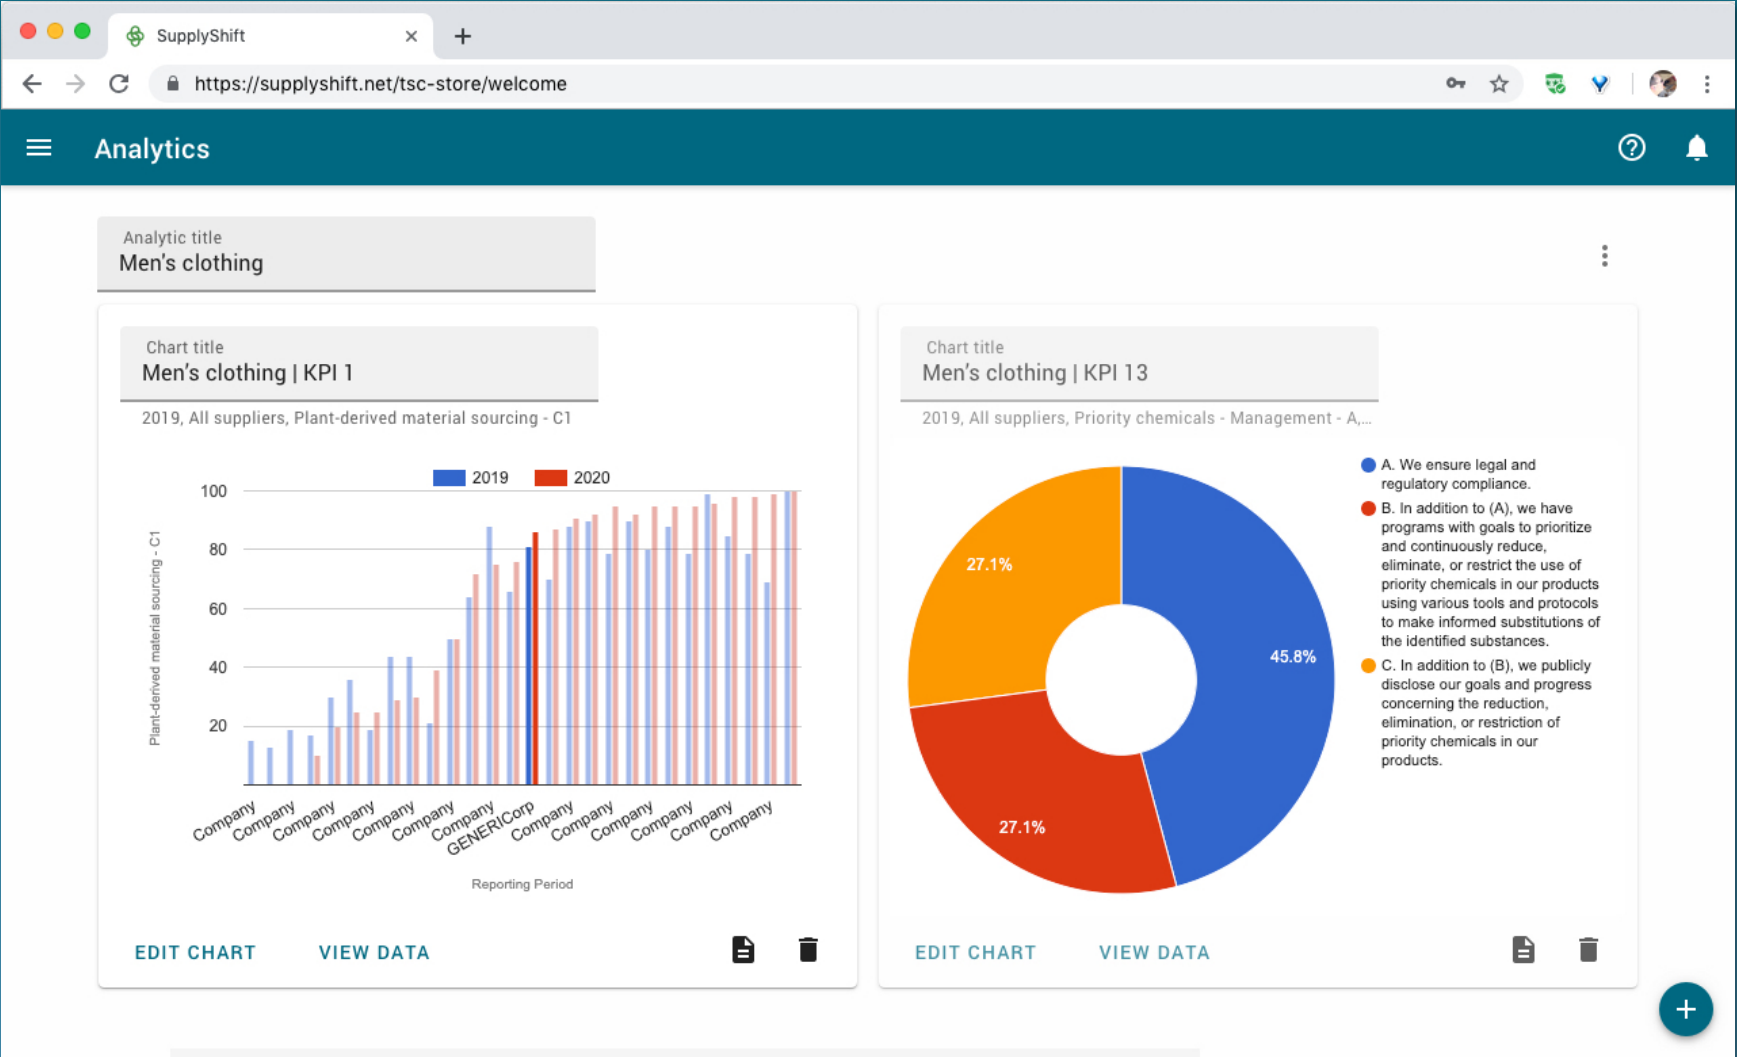 SupplyShift
https://supplyshift.net/tsc-store/welcome
Analytics
Analytic title
Men's clothing
Chart title
Men's clothing | KPI 1
2019, All suppliers, Plant-derived material sourcing - C1
2019
2020
100
80
60
40
20
Plant-derived material sourcing - C1
Company
Company
Company
Company
Company
Company
Company
GENERICorp
Company
Company
Company
Company
Company
Company
Reporting Period
EDIT CHART
VIEW DATA
Chart title
Men's clothing | KPI 13
2019, All suppliers, Priority chemicals - Management - A,...
27.1%
45.8%
27.1%
A. We ensure legal and
regulatory compliance.
B. In addition to (A), we have
programs with goals to prioritize
and continuously reduce,
eliminate, or restrict the use of
priority chemicals in our products
using various tools and protocols
to make informed substitutions of
the identified substances.
C. In addition to (B), we publicly
disclose our goals and progress
concerning the reduction,
elimination, or restriction of
priority chemicals in our
products.
EDIT CHART
VIEW DATA